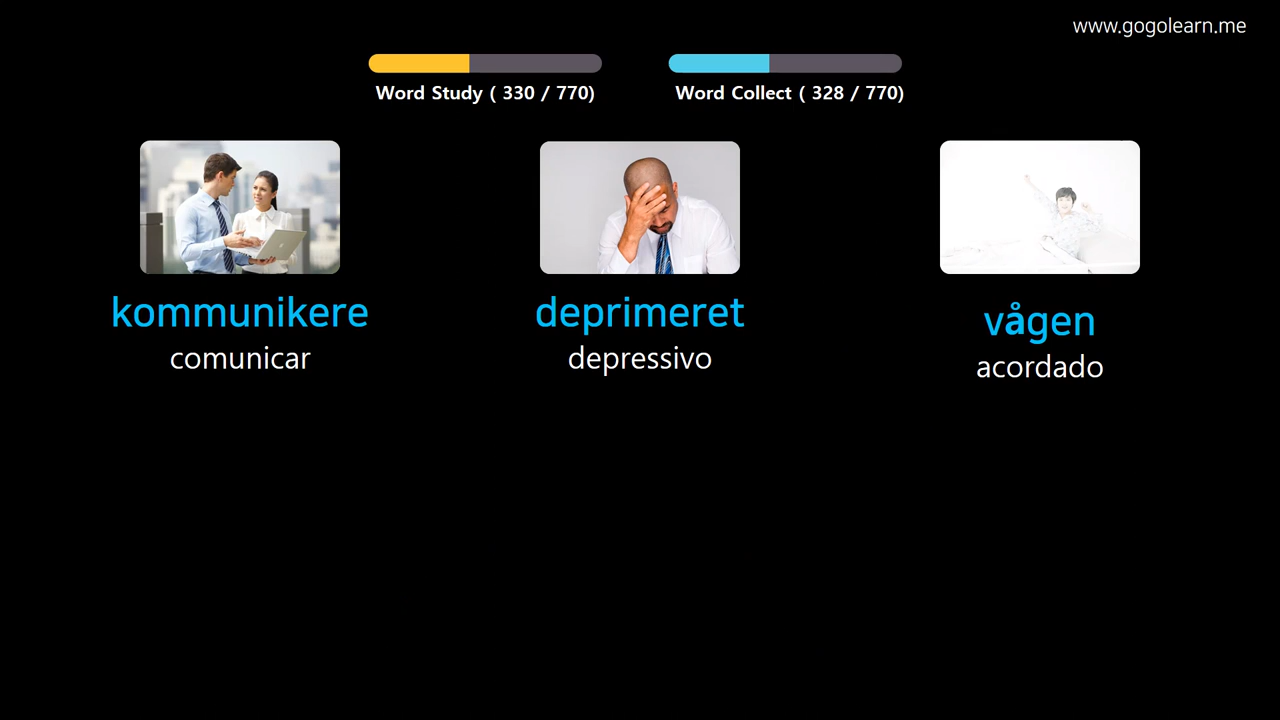 www.gogolearn.me
Word Study ( 330 / 770)
Word Collect ( 328 / 770)
kommunikere
comunicar
deprimeret
depressivo
vågen
acordado